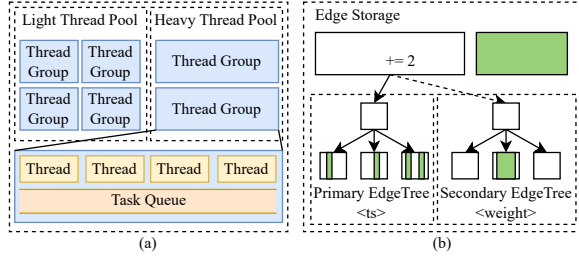 Light Thread Pool
Heavy Thread Pool
Thread Group
Thread Group
Thread Group
Thread Group
Thread Group
Thread Group
Thread
Thread
Thread
Thread
Task Queue
(a)
Edge Storage
+= 2
Primary EdgeTree
<ts>
Secondary EdgeTree
<weight>
(b)